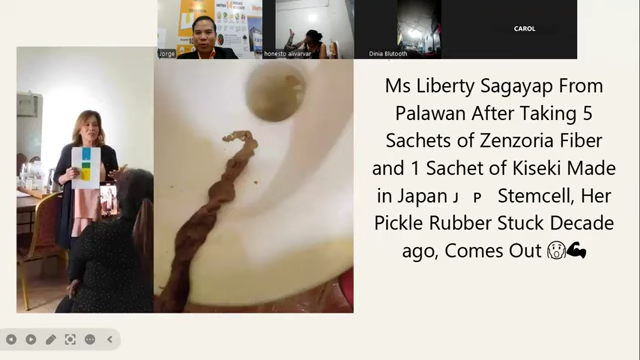 Jorge
honesto alivarvar
Dinia Blutooth
CAROL
Ms Liberty Sagayap From
Palawan After Taking 5
Sachets of Zenzoria Fiber
and 1 Sachet of Kiseki Made
in Japan J P Stemcell, Her
Pickle Rubber Stuck Decade
ago, Comes Out 😱💪